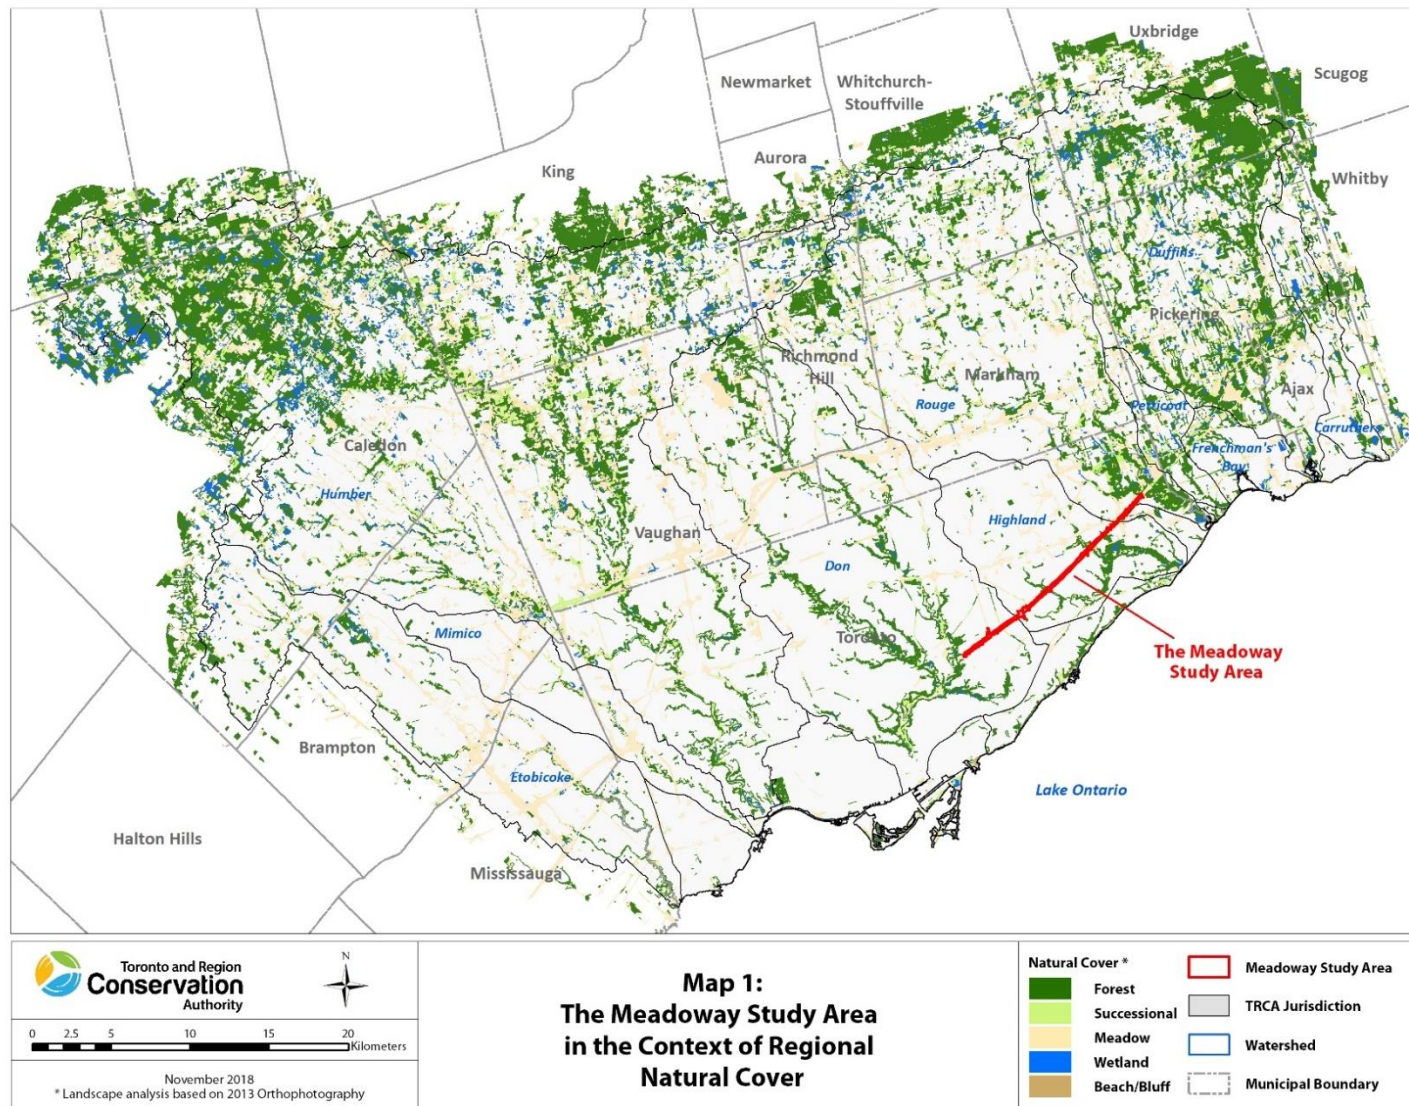 Uxbridge
Scugog
Newmarket
Whitchurch-
Stouffville
Aurora
King
Whitby
Duffins
Pickering
Richmond
Hill
Markham
Ajax
Rouge
Petticoat
Carruthers
Frenchman's
Bay
Caledon
Humber
Highland
Vaughan
Don
Mimico
Toronto
The Meadoway
Study Area
Brampton
Etobicoke
Lake Ontario
Halton Hills
Mississauga
Toronto and Region
Conservation
Authority
N
0 2.5 5 10 15 20
Kilometers
November 2018
* Landscape analysis based on 2013 Orthophotography
Map 1:
The Meadoway Study Area
in the Context of Regional
Natural Cover
Natural Cover *
Forest
Successional
Meadow
Wetland
Beach/Bluff
Meadoway Study Area
TRCA Jurisdiction
Watershed
Municipal Boundary